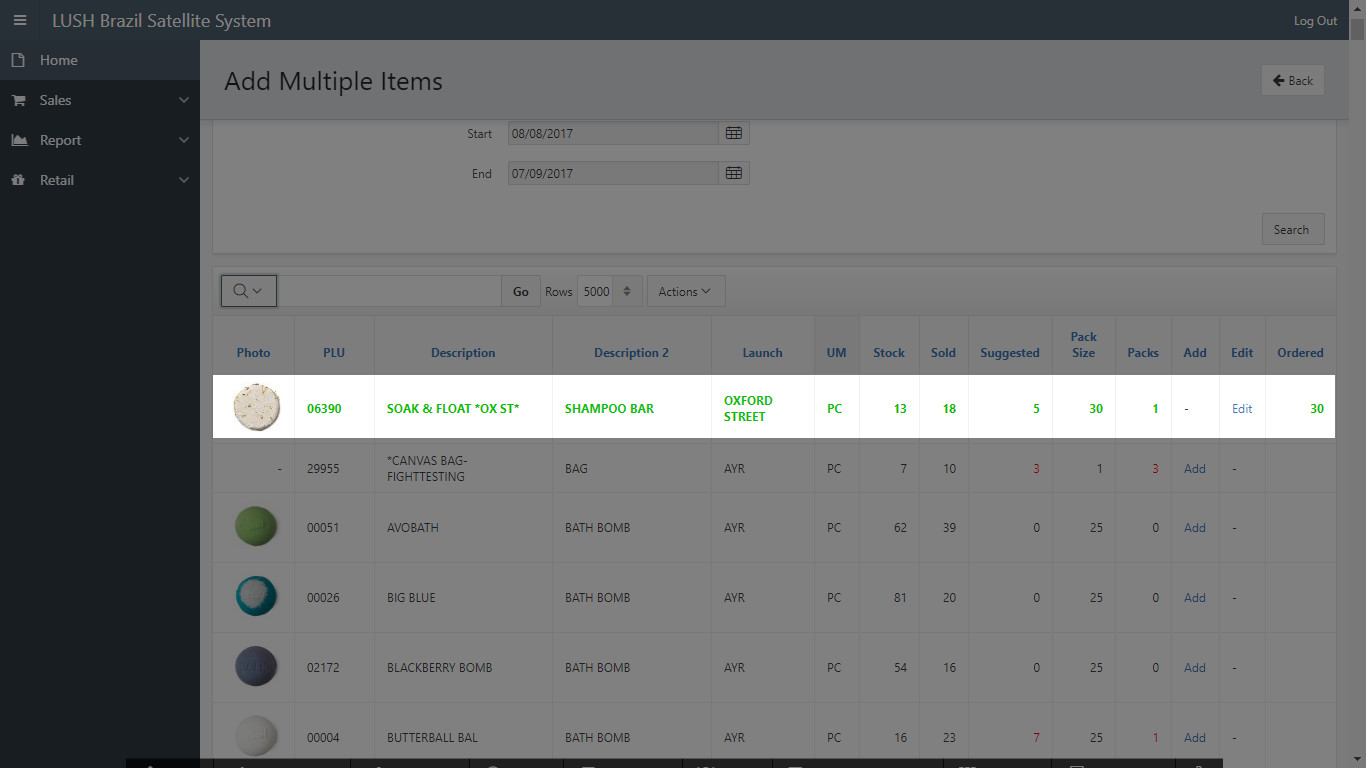 LUSH Brazil Satellite System
Log Out
Home
Sales
Report
Retail
Add Multiple Items
Back
Start 08/08/2017
End 07/09/2017
Search
Go Rows 5000 Actions
Photo PLU Description Description 2 Launch UM Stock Sold Suggested Pack Size Packs Add Edit Ordered
06390 SOAK & FLOAT *OX ST* SHAMPOO BAR OXFORD STREET PC 13 18 5 30 1 - Edit 30
- 29955 *CANVAS BAG-FIGHTTESTING BAG AYR PC 7 10 3 1 3 Add -
00051 AVOBATH BATH BOMB AYR PC 62 39 0 25 0 Add -
00026 BIG BLUE BATH BOMB AYR PC 81 20 0 25 0 Add -
02172 BLACKBERRY BOMB BATH BOMB AYR PC 54 16 0 25 0 Add -
00004 BUTTERBALL BAL BATH BOMB AYR PC 16 23 7 25 1 Add -